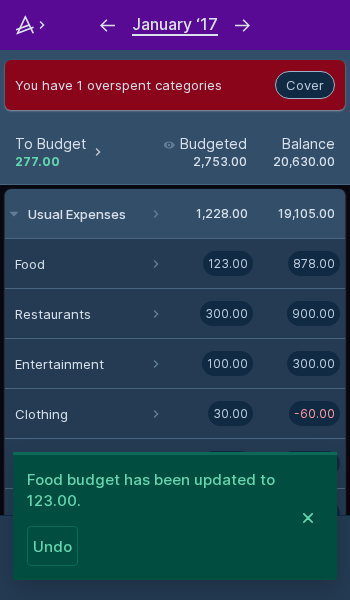 January ‘17
You have 1 overspent categories
Cover
To Budget
277.00
Budgeted
2,753.00
Balance
20,630.00
Usual Expenses 1,228.00 19,105.00
Food 123.00 878.00
Restaurants 300.00 900.00
Entertainment 100.00 300.00
Clothing 30.00 -60.00
Food budget has been updated to
123.00.
Undo